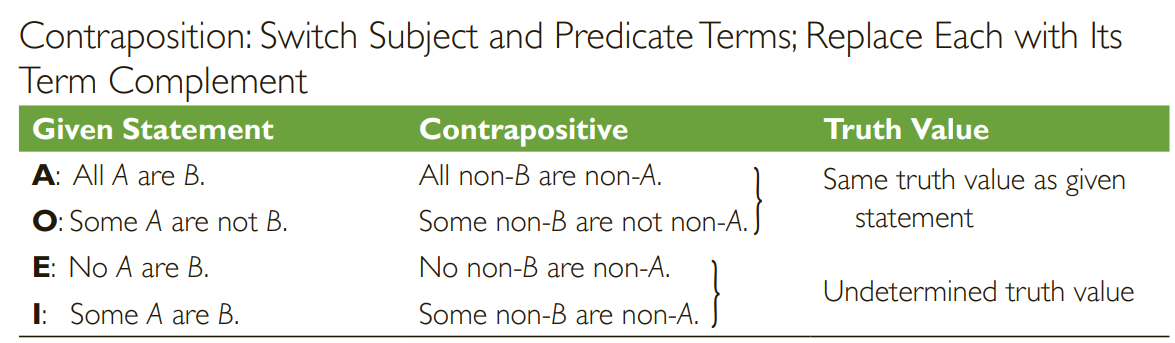 Contraposition: Switch Subject and Predicate Terms; Replace Each with Its
Term Complement
Given Statement Contrapositive Truth Value
A: All A are B. All non-B are non-A.
O: Some A are not B. Some non-B are not non-A.
Same truth value as given
statement
E: No A are B. No non-B are non-A.
I: Some A are B. Some non-B are non-A.
Undetermined truth value